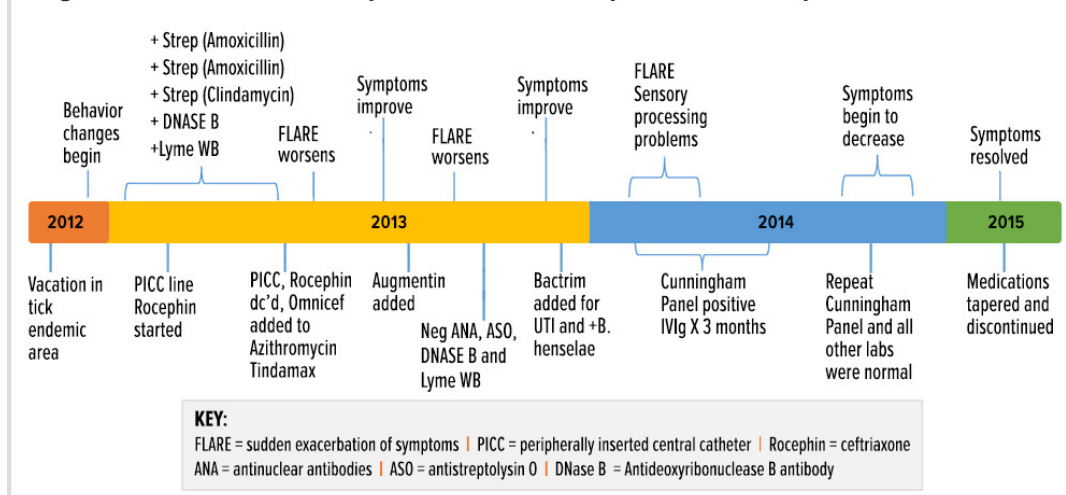 Behavior
changes
begin
+ Strep (Amoxicillin)
+ Strep (Amoxicillin)
+ Strep (Clindamycin)
+ DNASE B
+Lyme WB
FLARE
worsens
Symptoms
improve
FLARE
worsens
Symptoms
improve
FLARE
Sensory
processing
problems
Symptoms
begin to
decrease
Symptoms
resolved
2012
2013
2014
2015
Vacation in
tick
endemic
area
PICC line
Rocephin
started
PICC, Rocephin
dc'd, Omnicef
added to
Azithromycin
Tindamax
Augmentin
added
Neg ANA, ASO,
DNASE B and
Lyme WB
Bactrim
added for
UTI and +B.
henselae
Cunningham
Panel positive
IVIg X 3 months
Repeat
Cunningham
Panel and all
other labs
were normal
Medications
tapered and
discontinued
KEY:
FLARE = sudden exacerbation of symptoms | PICC = peripherally inserted central catheter | Rocephin = ceftriaxone
ANA = antinuclear antibodies | ASO = antistreptolysin O | DNase B = Antideoxyribonuclease B antibody